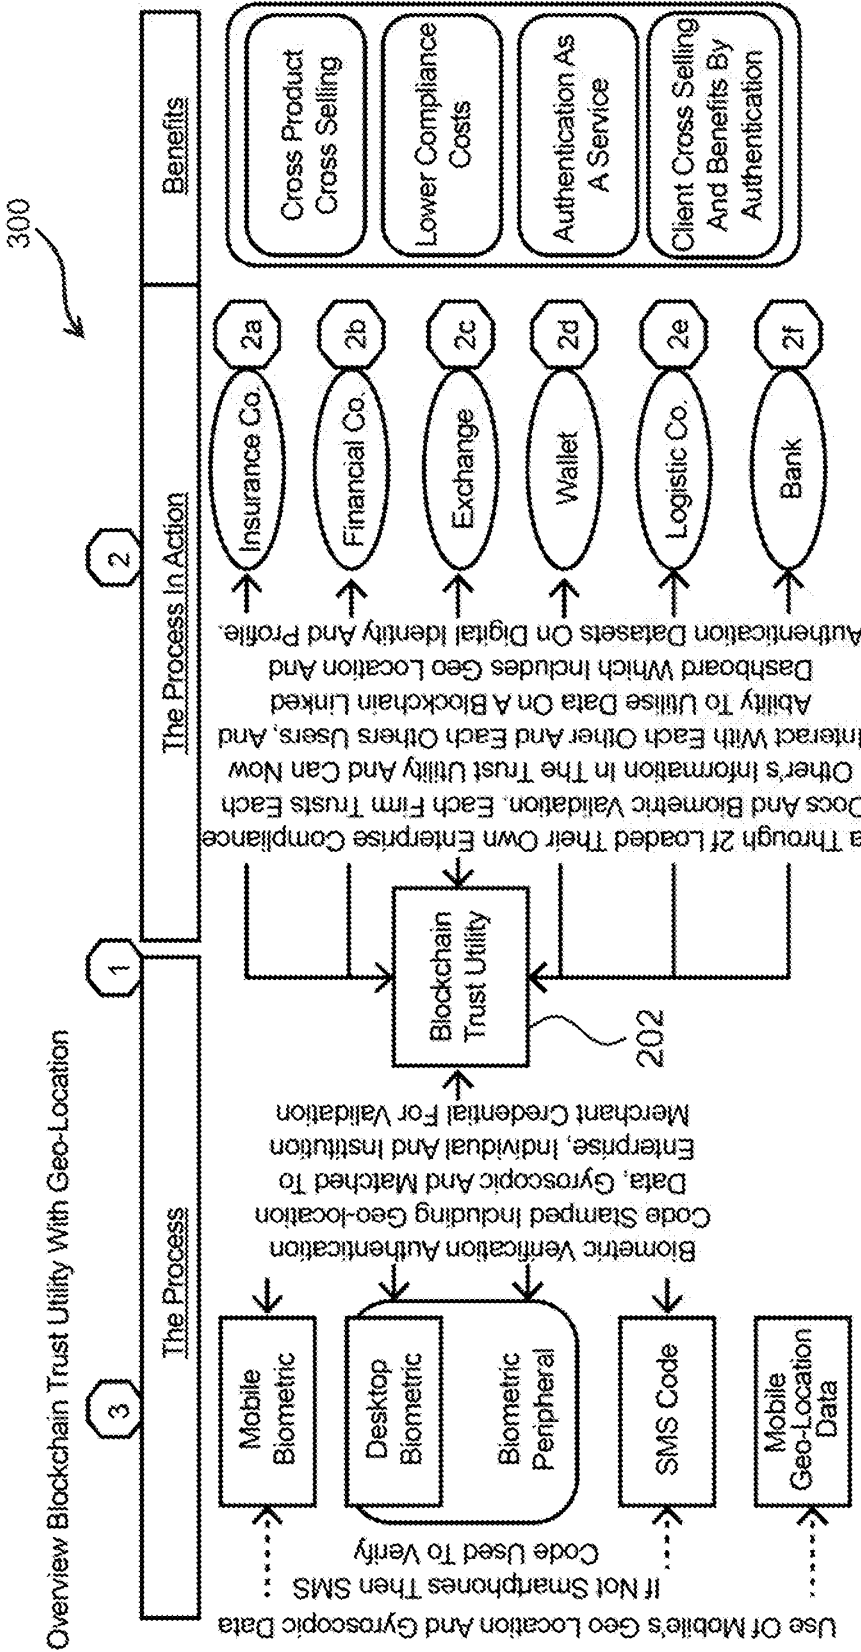 300
Overview Blockchain Trust Utility With Geo-Location
3
1
2
The Process
The Process In Action
Benefits
Use Of Mobile's Geo Location And Gyroscopic Data
If Not Smartphones Then SMS
Code Used To Verify
Mobile
Biometric
Desktop
Biometric
Biometric
Peripheral
SMS Code
Mobile
Geo-Location
Data
Biometric Verification Authentication
Code Stamped Including Geo-location
Data, Gyroscopic And Matched To
Enterprise, Individual And Institution
Merchant Credential For Validation
Blockchain
Trust Utility
202
a Through 2f Loaded Their Own Enterprise Compliance
Docs And Biometric Validation. Each Firm Trusts Each
Other's Information In The Trust Utility And Can Now
Interact With Each Other And Each Others Users, And
Ability To Utilise Data On A Blockchain Linked
Dashboard Which Includes Geo Location And
Authentication Datasets On Digital Identity And Profile.
Insurance Co.
2a
Financial Co.
2b
Exchange
2c
Wallet
2d
Logistic Co.
2e
Bank
2f
Cross Product
Cross Selling
Lower Compliance
Costs
Authentication As
A Service
Client Cross Selling
And Benefits By
Authentication